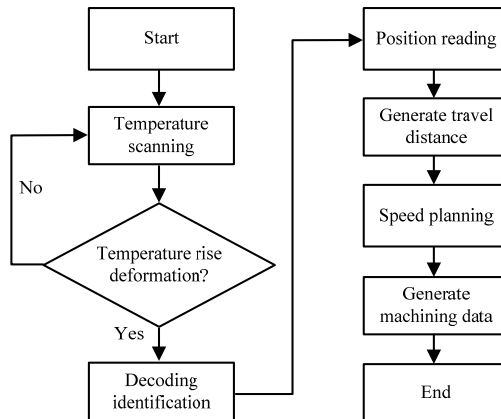 Start
Temperature
scanning
No
Temperature rise
deformation?
Yes
Decoding
identification
Position reading
Generate travel
distance
Speed planning
Generate
machining data
End